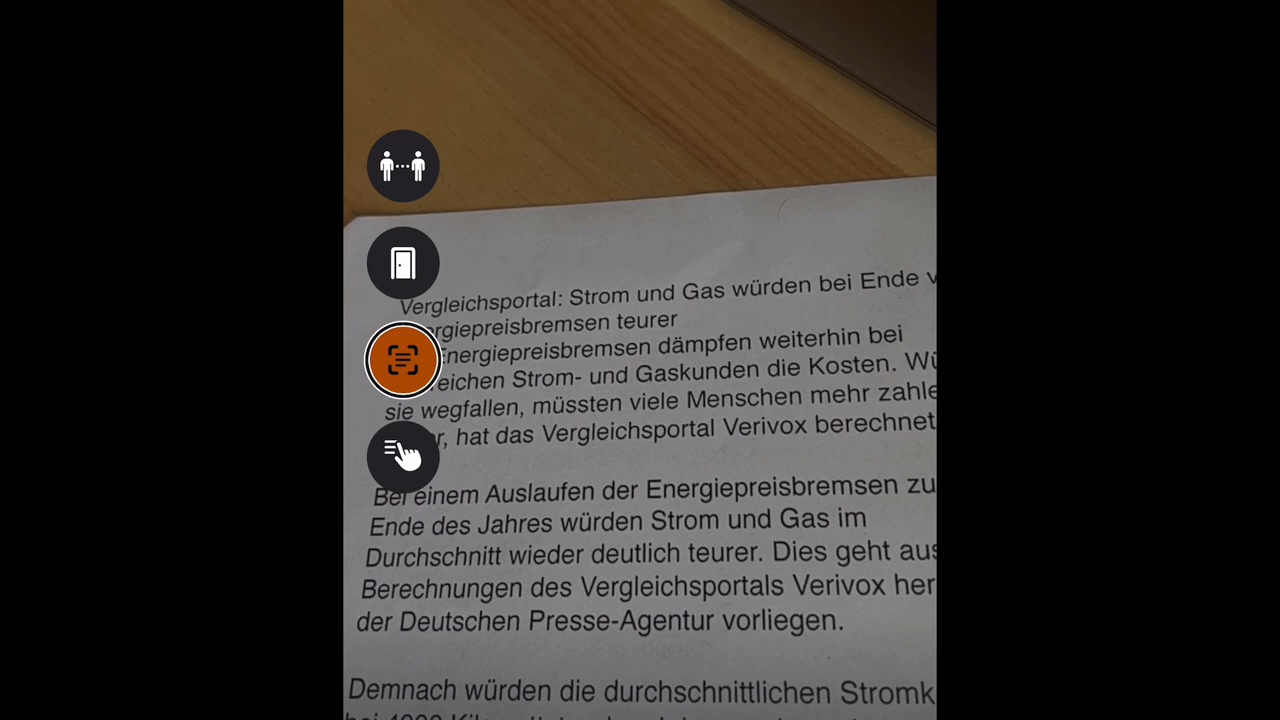 Vergleichsportal: Strom und Gas würden bei Ende
teurer
Energiepreisbremsen dämpfen weiterhin bei
Strom- und Gaskunden die Kosten.
sie wegfallen, müssten viele Menschen mehr
hat das Vergleichsportal Verivox berechnet
Bei einem Auslaufen der Energiepreisbremsen zu
Ende des Jahres würden Strom und Gas im
Durchschnitt wieder deutlich teurer. Dies geht aus
Berechnungen des Vergleichsportals Verivox
der Deutschen Presse-Agentur vorliegen.
Demnach würden die durchschnittlichen